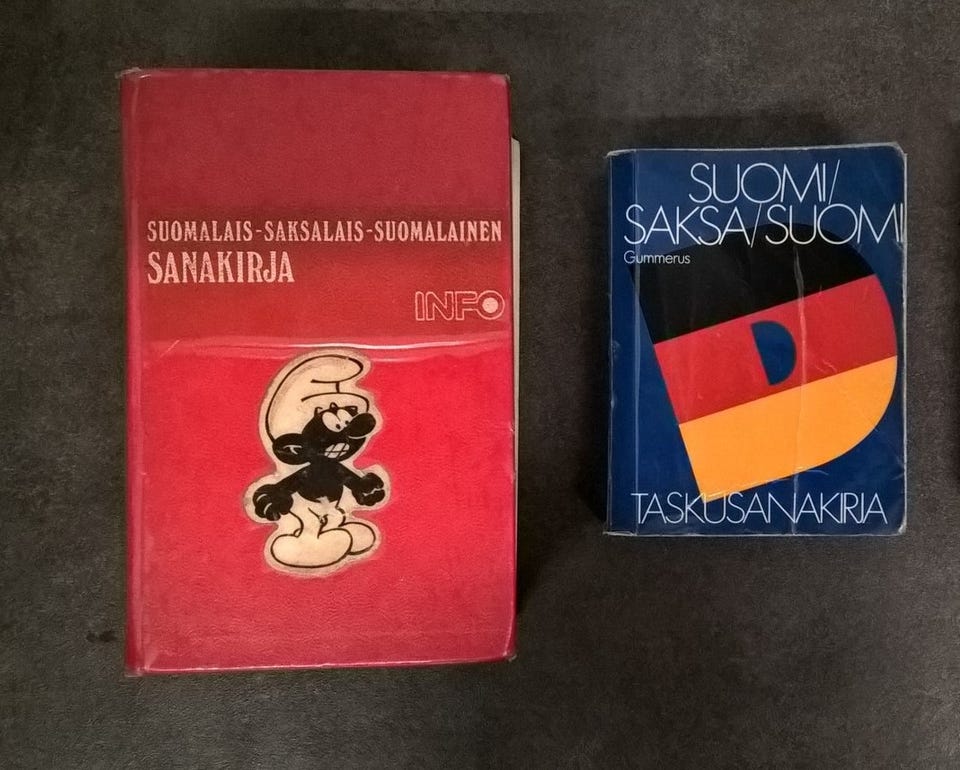 SUOMALAIS-SAKSALAIS-SUOMALAINEN
SANAKIRJA
INFO
SUOMI/
SAKSA/SUOMI
Gummerus
D
TASKUSANAKIRJA